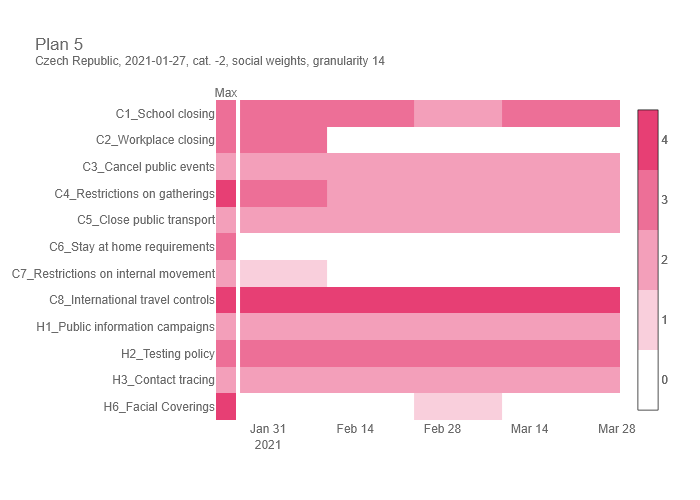 Plan 5
Czech Republic, 2021-01-27, cat. -2, social weights, granularity 14
Max
C1_School closing
C2_Workplace closing
C3_Cancel public events
C4_Restrictions on gatherings
C5_Close public transport
C6_Stay at home requirements
C7_Restrictions on internal movement
C8_International travel controls
H1_Public information campaigns
H2_Testing policy
H3_Contact tracing
H6_Facial Coverings
4
3
2
1
0
Jan 31 Feb 14 Feb 28 Mar 14 Mar 28
2021